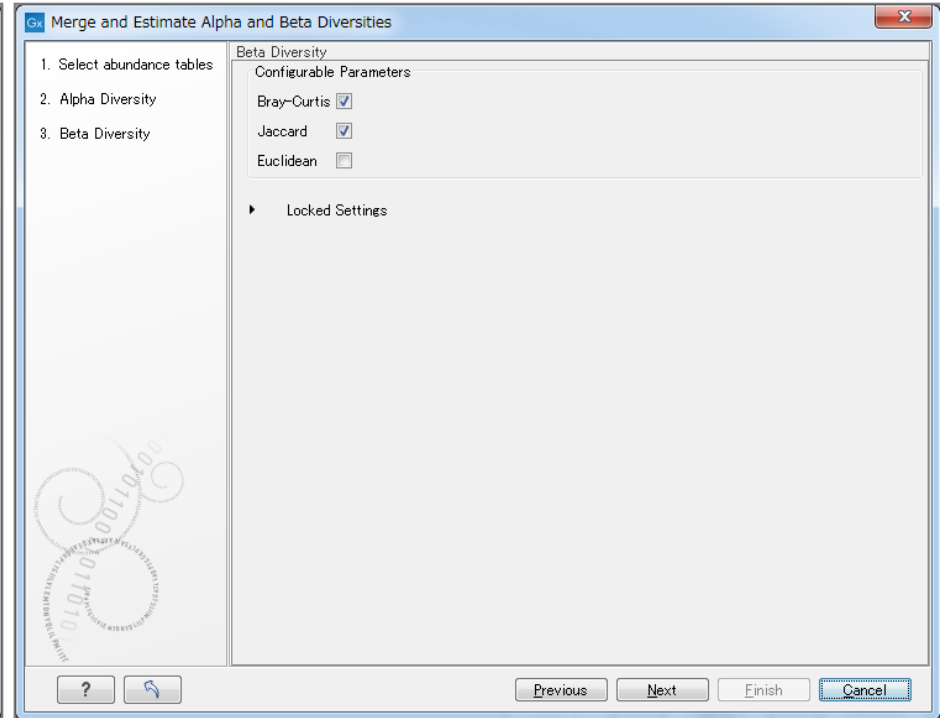 Gx Merge and Estimate Alpha and Beta Diversities
1. Select abundance tables
2. Alpha Diversity
3. Beta Diversity
Beta Diversity
Configurable Parameters
Bray-Curtis
Jaccard
Euclidean
Locked Settings
? Previous Next Finish Cancel